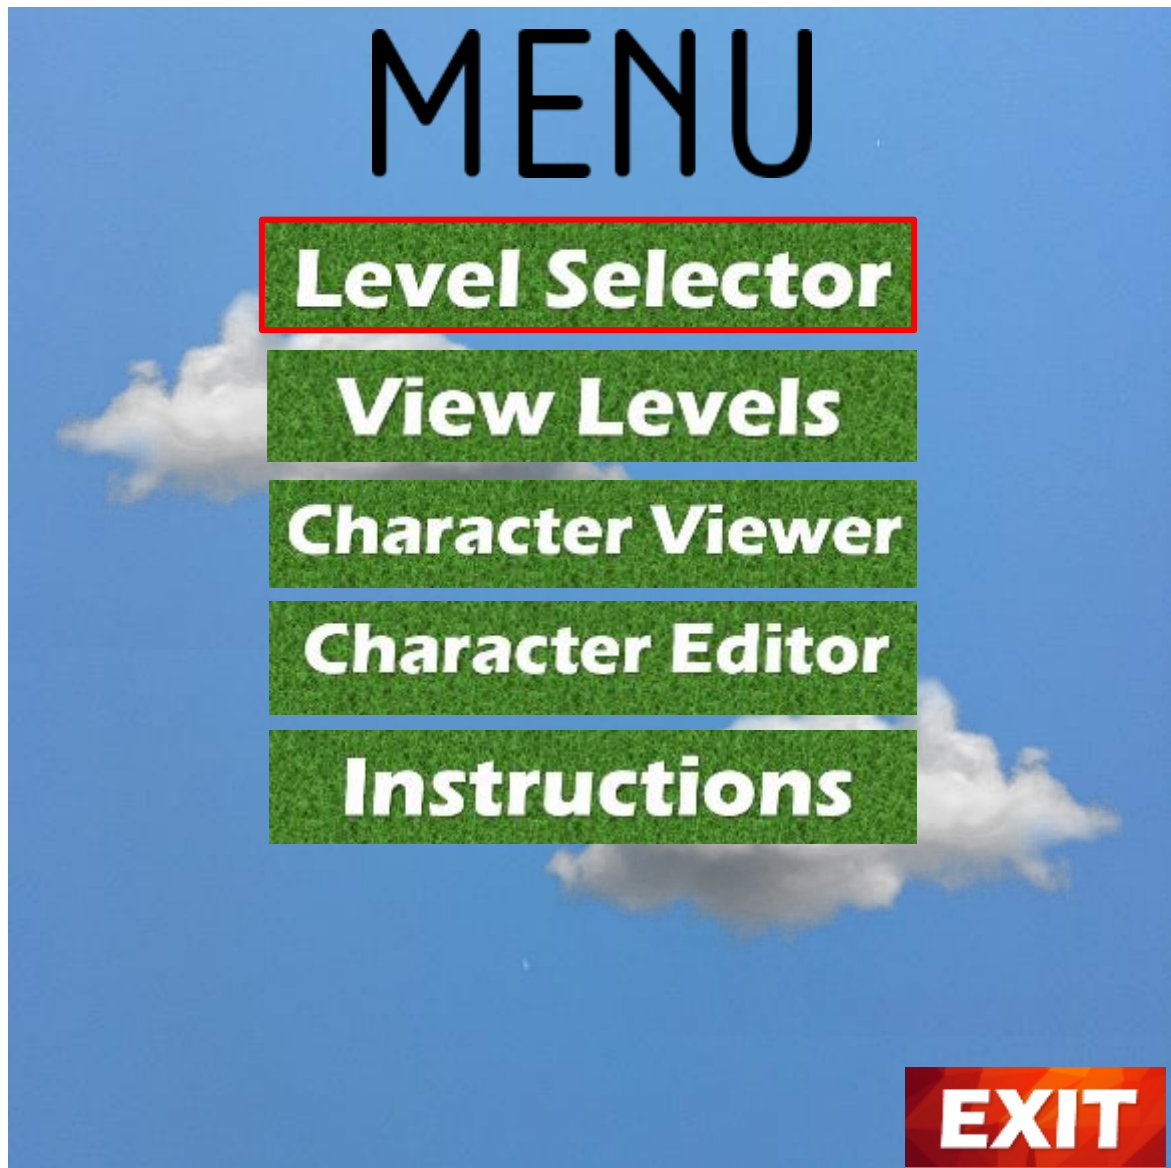 MENU
Level Selector
View Levels
Character Viewer
Character Editor
Instructions
EXIT